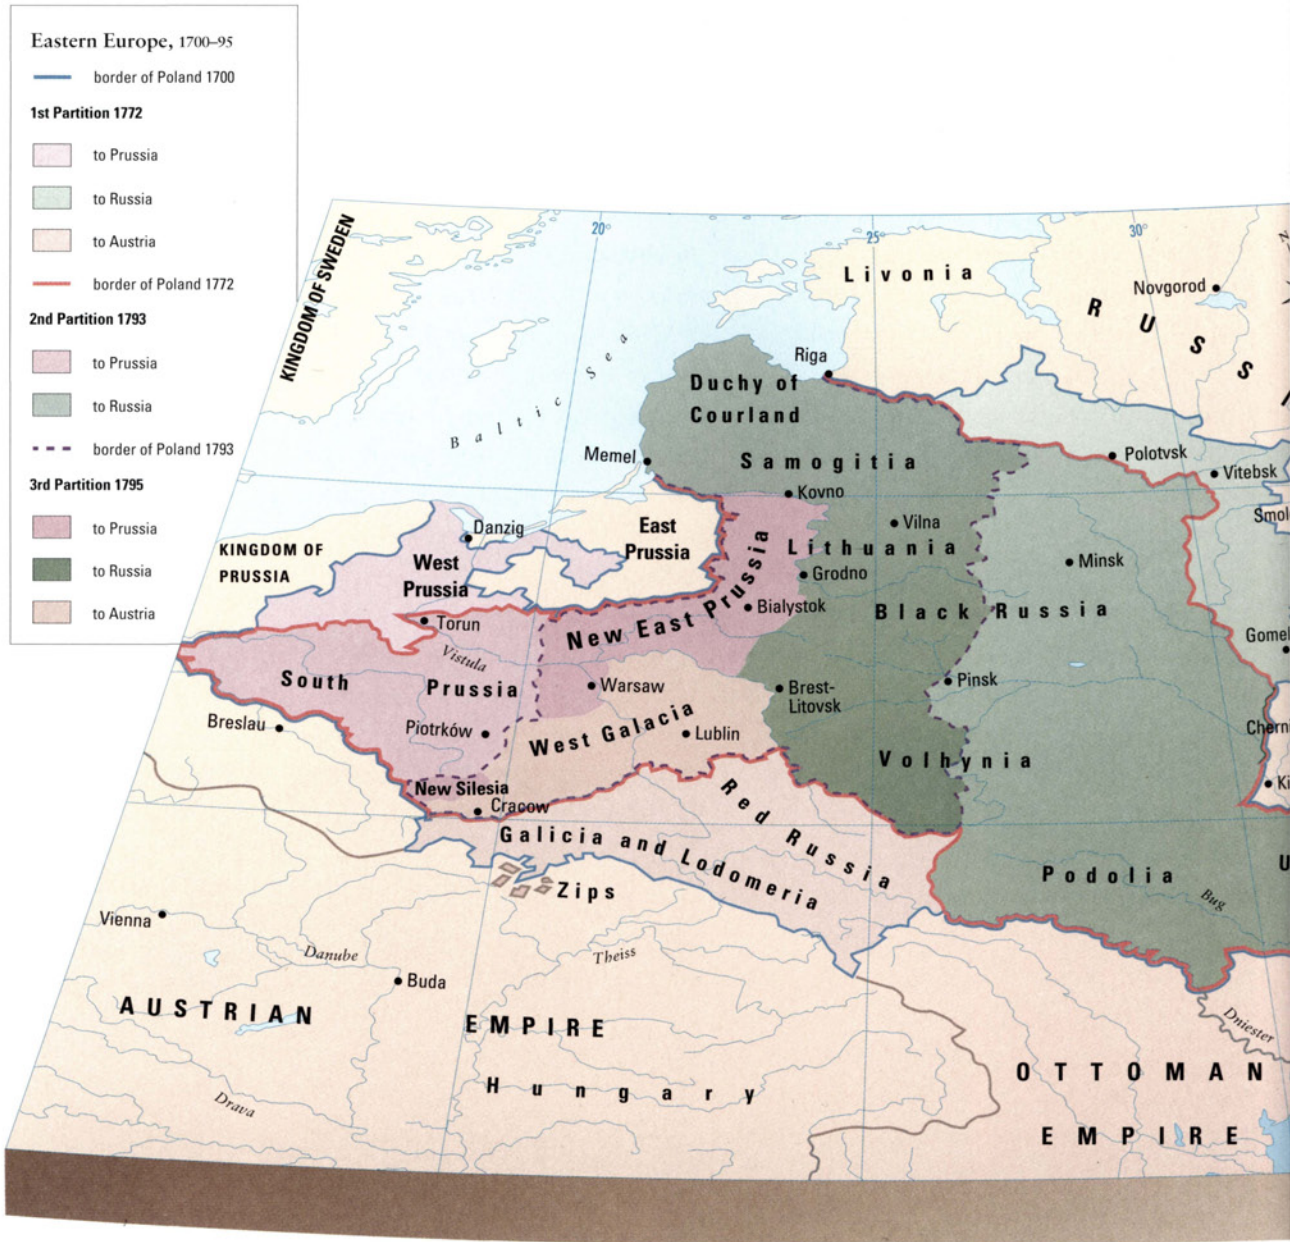 Eastern Europe, 1700–95
border of Poland 1700
1st Partition 1772
to Prussia
to Russia
to Austria
border of Poland 1772
2nd Partition 1793
to Prussia
to Russia
border of Poland 1793
3rd Partition 1795
to Prussia
to Russia
to Austria
KINGDOM OF SWEDEN
20°
25°
30°
Livonia
Novgorod
RUSSI
Baltic Sea
Riga
Duchy of
Courland
Memel
Samogitia
Polotvsk
Vitebsk
Kovno
Smol
Danzig
East
Prussia
Vilna
KINGDOM OF
PRUSSIA
West
Prussia
Lithuania
Minsk
Grodno
Torun
New East Prussia
Bialystok
Black Russia
Gomel
Vistula
South Prussia
Warsaw
Brest-
Litovsk
Pinsk
Breslau
Piotrków
West Galacia
Lublin
Cherni
Volhynia
New Silesia
Ki
Cracow
Red Russia
Galicia and Lodomeria
Podolia
U
Zips
Bug
Vienna
Danube
Theiss
Buda
AUSTRIAN EMPIRE
Dniester
Hungary
OTTOMAN
EMPIRE
Drava